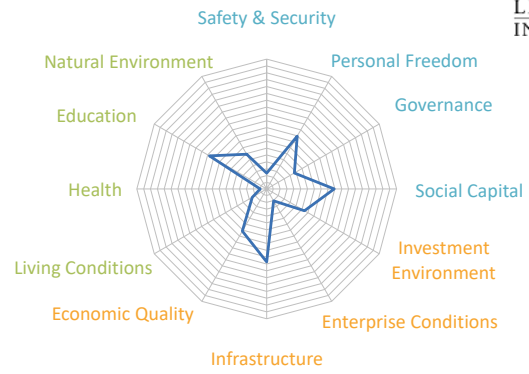 Safety & Security
Natural Environment
Personal Freedom
Education
Governance
Health
Social Capital
Living Conditions
Investment
Environment
Economic Quality
Enterprise Conditions
Infrastructure